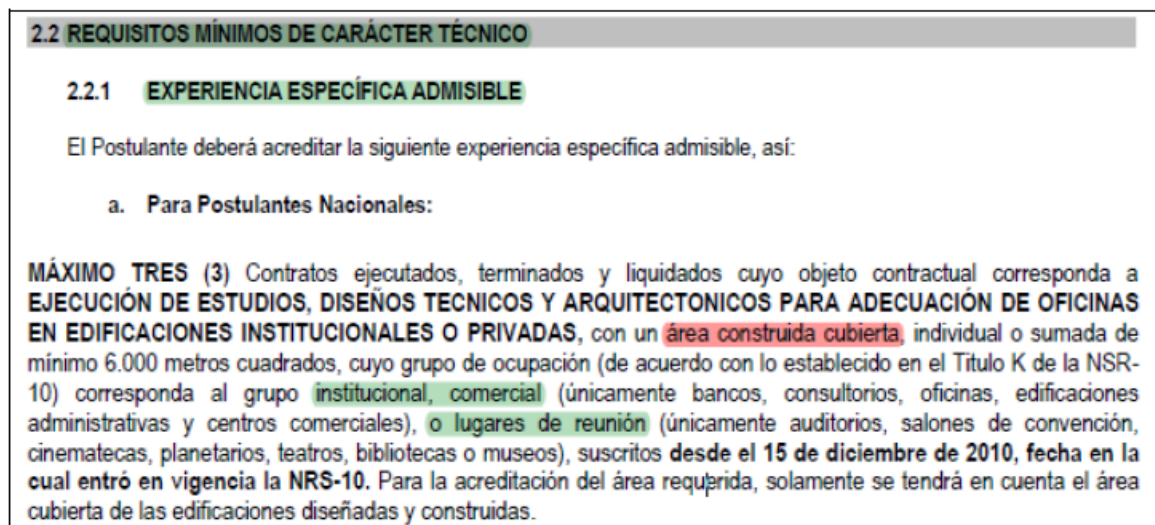 2.2 REQUISITOS MÍNIMOS DE CARÁCTER TÉCNICO
2.2.1 EXPERIENCIA ESPECÍFICA ADMISIBLE
El Postulante deberá acreditar la siguiente experiencia específica admisible, así:
a. Para Postulantes Nacionales:
MÁXIMO TRES (3) Contratos ejecutados, terminados y liquidados cuyo objeto contractual corresponda a
EJECUCIÓN DE ESTUDIOS, DISEÑOS TECNICOS Y ARQUITECTONICOS PARA ADECUACIÓN DE OFICINAS
EN EDIFICACIONES INSTITUCIONALES O PRIVADAS, con un área construida cubierta, individual o sumada de
mínimo 6.000 metros cuadrados, cuyo grupo de ocupación (de acuerdo con lo establecido en el Titulo K de la NSR-
10) corresponda al grupo institucional, comercial (únicamente bancos, consultorios, oficinas, edificaciones
administrativas y centros comerciales), o lugares de reunión (únicamente auditorios, salones de convención,
cinematecas, planetarios, teatros, bibliotecas o museos), suscritos desde el 15 de diciembre de 2010, fecha en la
cual entró en vigencia la NRS-10. Para la acreditación del área requerida, solamente se tendrá en cuenta el área
cubierta de las edificaciones diseñadas y construidas.